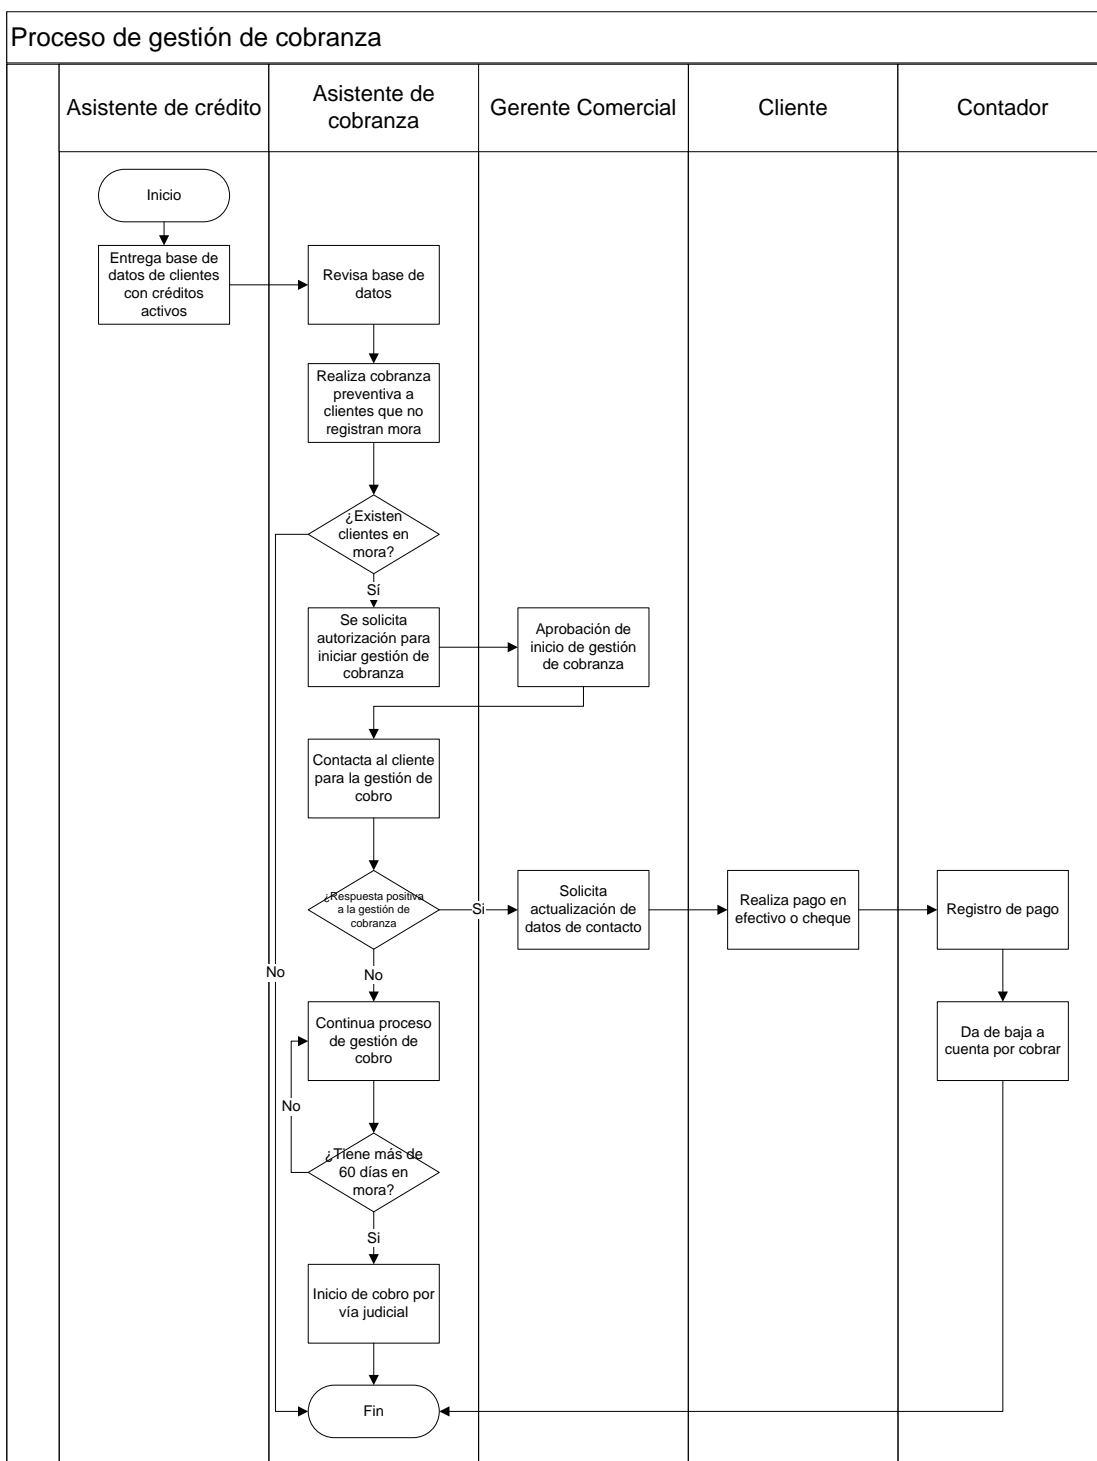 Proceso de gestión de cobranza
Asistente de crédito
Asistente de
cobranza
Gerente Comercial
Cliente
Contador
Inicio
Entrega base de
datos de clientes
con créditos
activos
Revisa base de
datos
Realiza cobranza
preventiva a
clientes que no
registran mora
¿Existen
clientes en
mora?
Sí
Se solicita
autorización para
iniciar gestión de
cobranza
Aprobación de
inicio de gestión
de cobranza
Contacta al cliente
para la gestión de
cobro
¿Respuesta positiva
a la gestión de
cobranza
Si
Solicita
actualización de
datos de contacto
Realiza pago en
efectivo o cheque
Registro de pago
No
No
Continua proceso
de gestión de
cobro
Da de baja a
cuenta por cobrar
No
¿Tiene más de
60 días en
mora?
Si
Inicio de cobro por
vía judicial
Fin